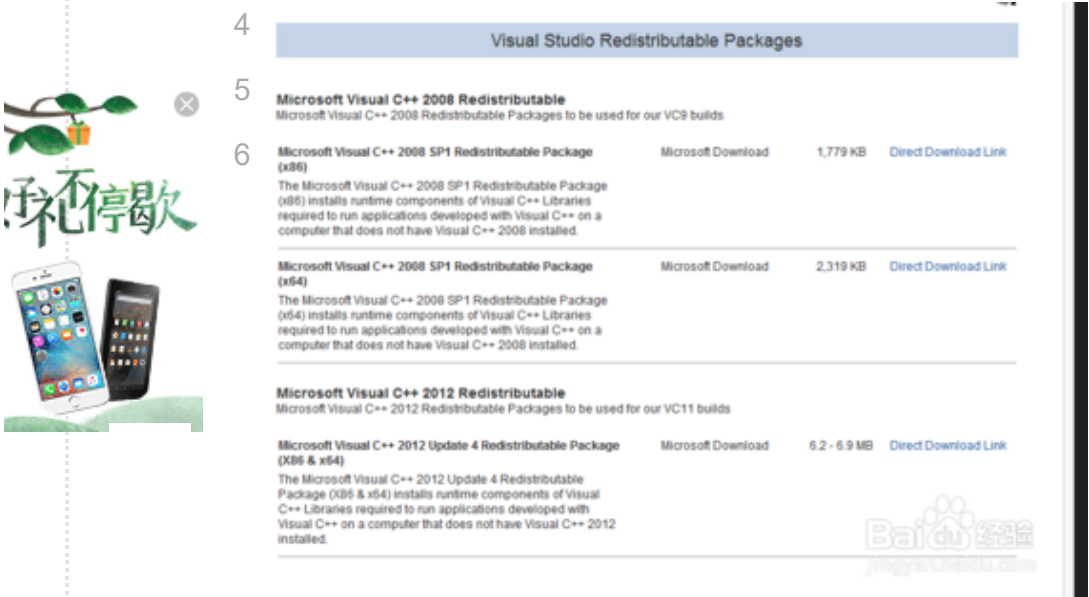 4
Visual Studio Redistributable Packages
5
Microsoft Visual C++ 2008 Redistributable
Microsoft Visual C++ 2008 Redistributable Packages to be used for our VC9 builds
6
Microsoft Visual C++ 2008 SP1 Redistributable Package
(x86)
Microsoft Download
1,779 KB
Direct Download Link
The Microsoft Visual C++ 2008 SP1 Redistributable Package
(x86) installs runtime components of Visual C++ Libraries
required to run applications developed with Visual C++ on a
computer that does not have Visual C++ 2008 installed.
Microsoft Visual C++ 2008 SP1 Redistributable Package
(x64)
Microsoft Download
2,319 KB
Direct Download Link
The Microsoft Visual C++ 2008 SP1 Redistributable Package
(x64) installs runtime components of Visual C++ Libraries
required to run applications developed with Visual C++ on a
computer that does not have Visual C++ 2008 installed.
Microsoft Visual C++ 2012 Redistributable
Microsoft Visual C++ 2012 Redistributable Packages to be used for our VC11 builds
Microsoft Visual C++ 2012 Update 4 Redistributable Package
(X86 & x64)
Microsoft Download
6.2 - 6.9 MB
Direct Download Link
The Microsoft Visual C++ 2012 Update 4 Redistributable
Package (X86 & x64) installs runtime components of Visual
C++ Libraries required to run applications developed with
Visual C++ on a computer that does not have Visual C++ 2012
installed.
好礼不停歇
Baidu 经验
jingyan.baidu.com